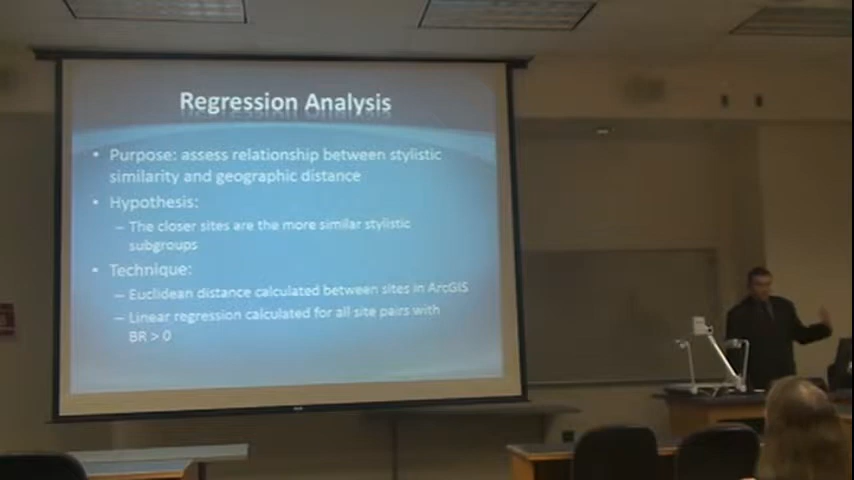 Regression Analysis
• Purpose: assess relationship between stylistic
similarity and geographic distance
• Hypothesis:
– The closer sites are the more similar stylistic
subgroups
• Technique:
– Euclidean distance calculated between sites in ArcGIS
– Linear regression calculated for all site pairs with
BR > 0